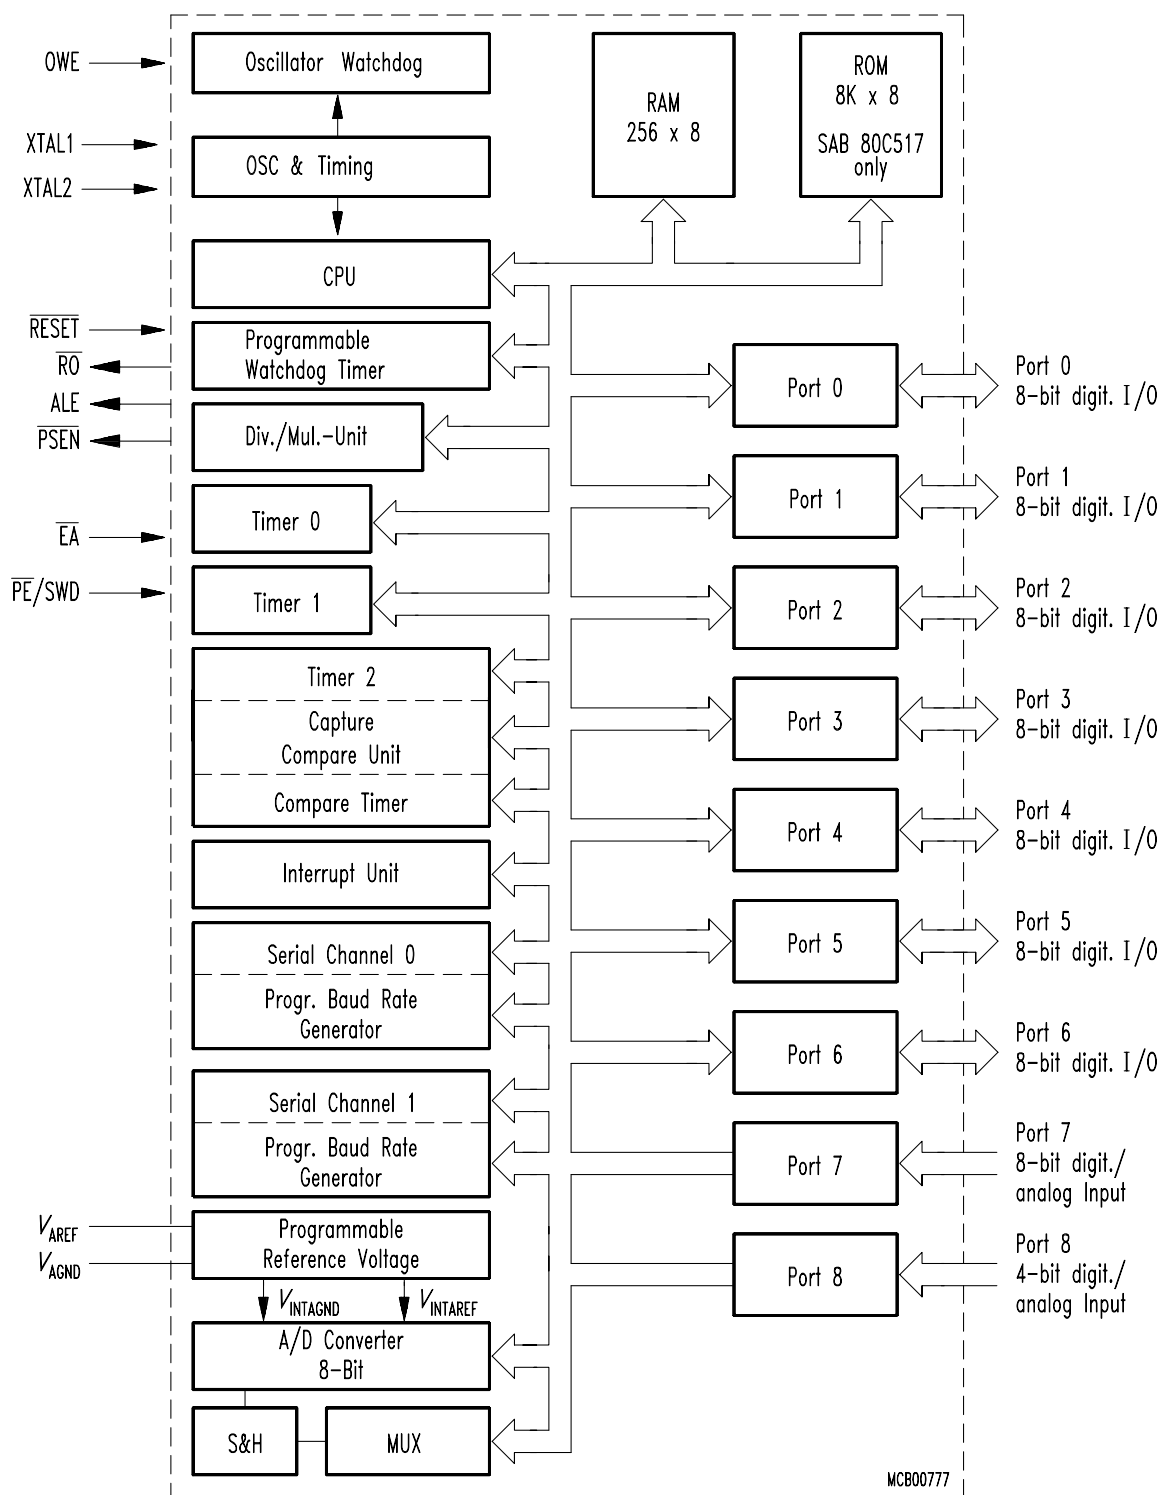 OWE
Oscillator Watchdog
RAM
256 x 8
ROM
8K x 8
SAB 80C517
only
XTAL1
XTAL2
OSC & Timing
CPU
RESET
RO
ALE
PSEN
EA
PE/SWD
Programmable
Watchdog Timer
Div./Mul.-Unit
Timer 0
Timer 1
Timer 2
Capture
Compare Unit
Compare Timer
Interrupt Unit
Serial Channel 0
Progr. Baud Rate
Generator
Serial Channel 1
Progr. Baud Rate
Generator
VAREF
VAGND
Programmable
Reference Voltage
VINTAGND
VINTAREF
A/D Converter
8-Bit
S&H
MUX
Port 0
Port 0
8-bit digit. I/O
Port 1
Port 1
8-bit digit. I/O
Port 2
Port 2
8-bit digit. I/O
Port 3
Port 3
8-bit digit. I/O
Port 4
Port 4
8-bit digit. I/O
Port 5
Port 5
8-bit digit. I/O
Port 6
Port 6
8-bit digit. I/O
Port 7
Port 7
8-bit digit./
analog Input
Port 8
Port 8
4-bit digit./
analog Input
MCB00777